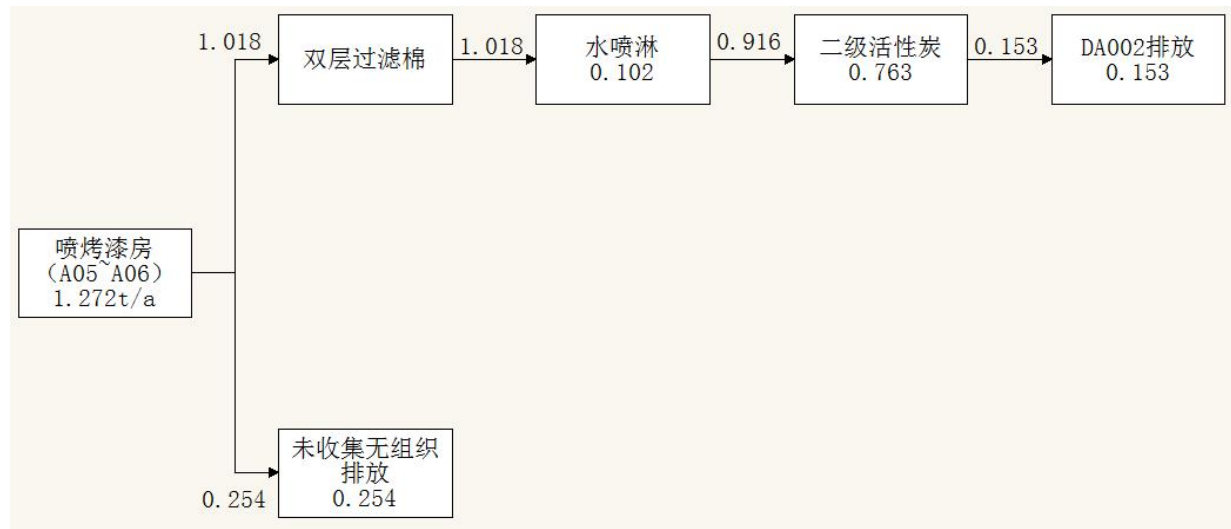 1.018
双层过滤棉
1.018
水喷淋
0.102
0.916
二级活性炭
0.763
0.153
DA002排放
0.153
喷烤漆房
（A05~A06）
1.272t/a
未收集无组织
排放
0.254
0.254